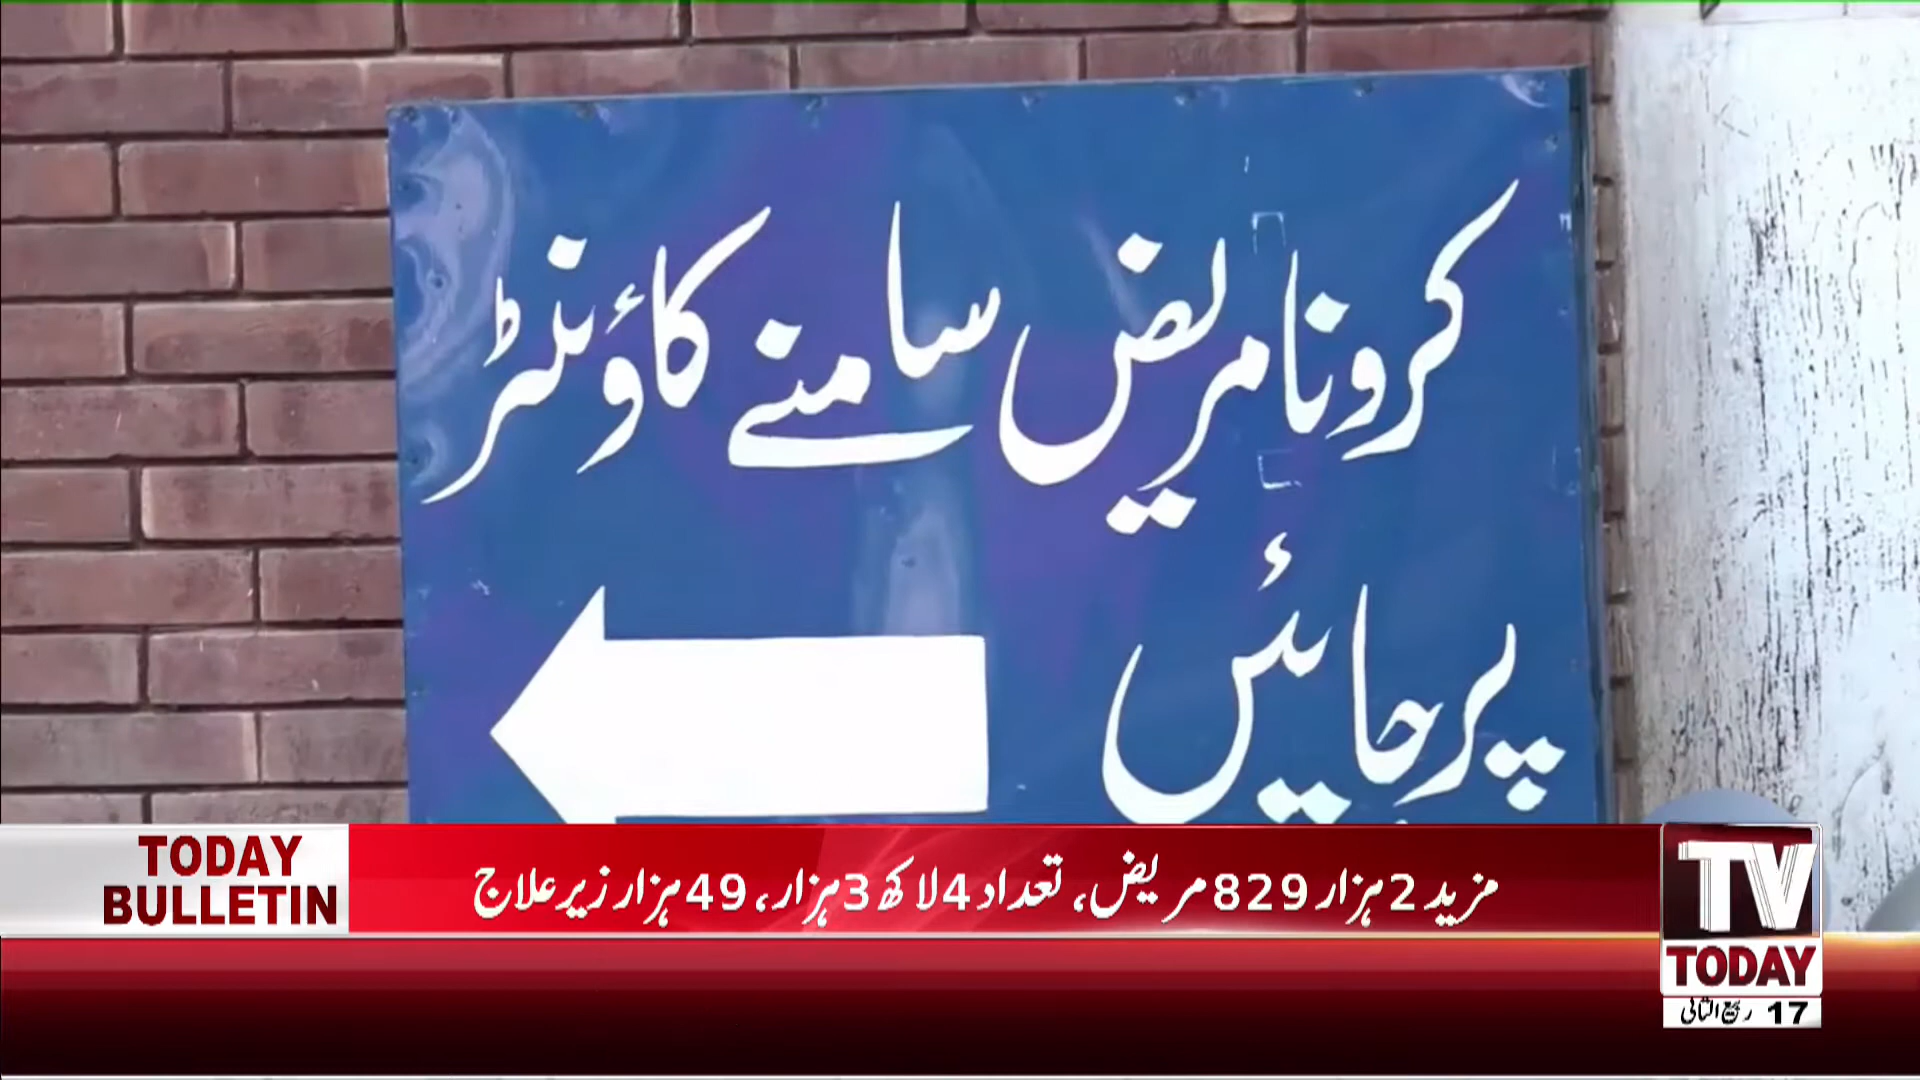 کرونا مریض سامنے کاؤنٹر
پر جائیں
TODAY
BULLETIN
مزید 2 ہزار 829 مریض، تعداد 4 لاکھ 3 ہزار، 49 ہزار زیر علاج
TV
TODAY
17 ربیع الثانی